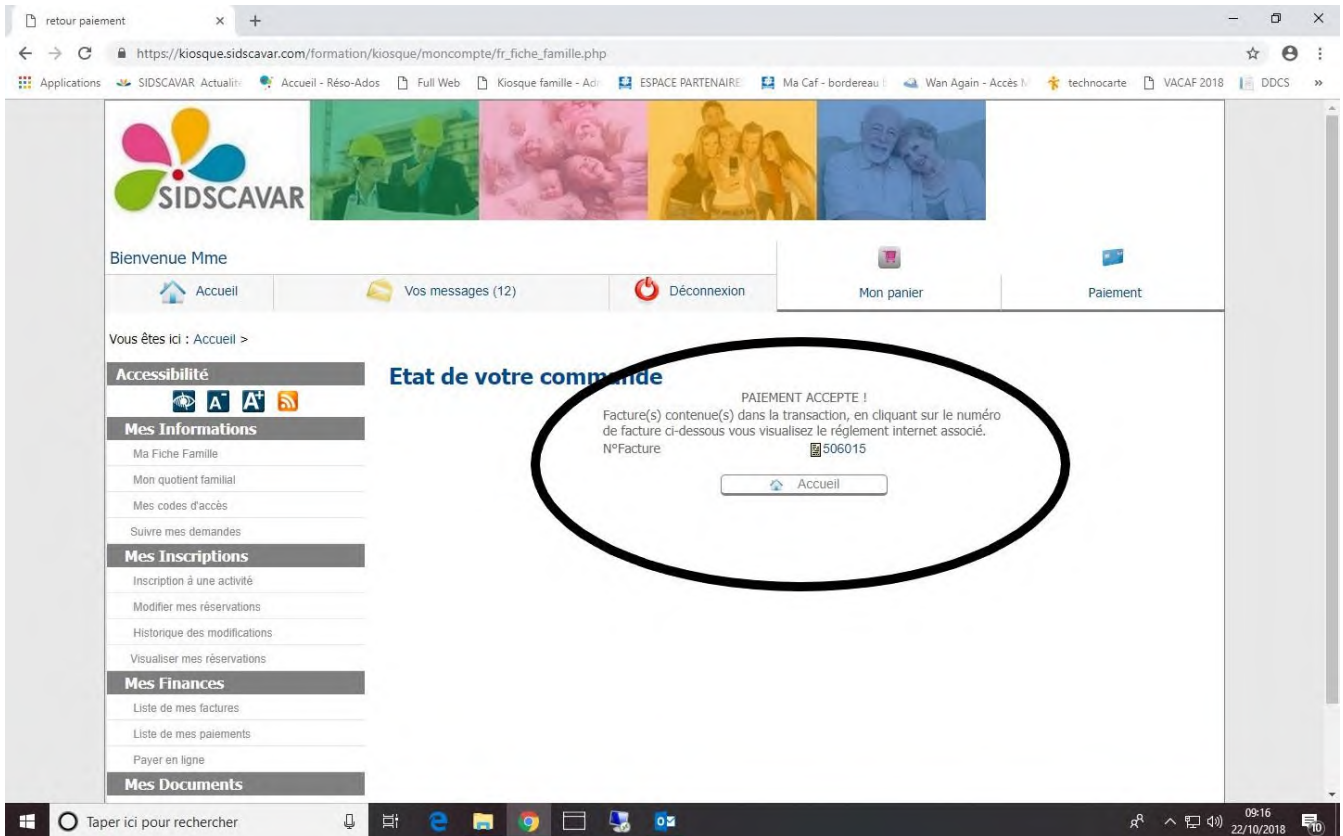 retour paiement
https://kiosque.sidscavar.com/formation/kiosque/moncompte/fr_fiche_famille.php
Applications SIDSCAVAR Actualité Accueil - Réso-Ados Full Web Kiosque famille - Adr ESPACE PARTENAIRE Ma Caf - bordereau Wan Again - Accès technocarte VACAF 2018 DDCS »
SIDSCAVAR
Bienvenue Mme
Accueil Vos messages (12) Déconnexion Mon panier Paiement
Vous êtes ici : Accueil >
Accessibilité
A- A+
Mes Informations
Ma Fiche Famille
Mon quotient familial
Mes codes d'accès
Suivre mes demandes
Mes Inscriptions
Inscription à une activité
Modifier mes réservations
Historique des modifications
Visualiser mes réservations
Mes Finances
Liste de mes factures
Liste de mes paiements
Payer en ligne
Mes Documents
Etat de votre commande
PAIEMENT ACCEPTE !
Facture(s) contenue(s) dans la transaction, en cliquant sur le numéro
de facture ci-dessous vous visualisez le réglement internet associé.
N°Facture 506015
Accueil
Taper ici pour rechercher
09:16
22/10/2018